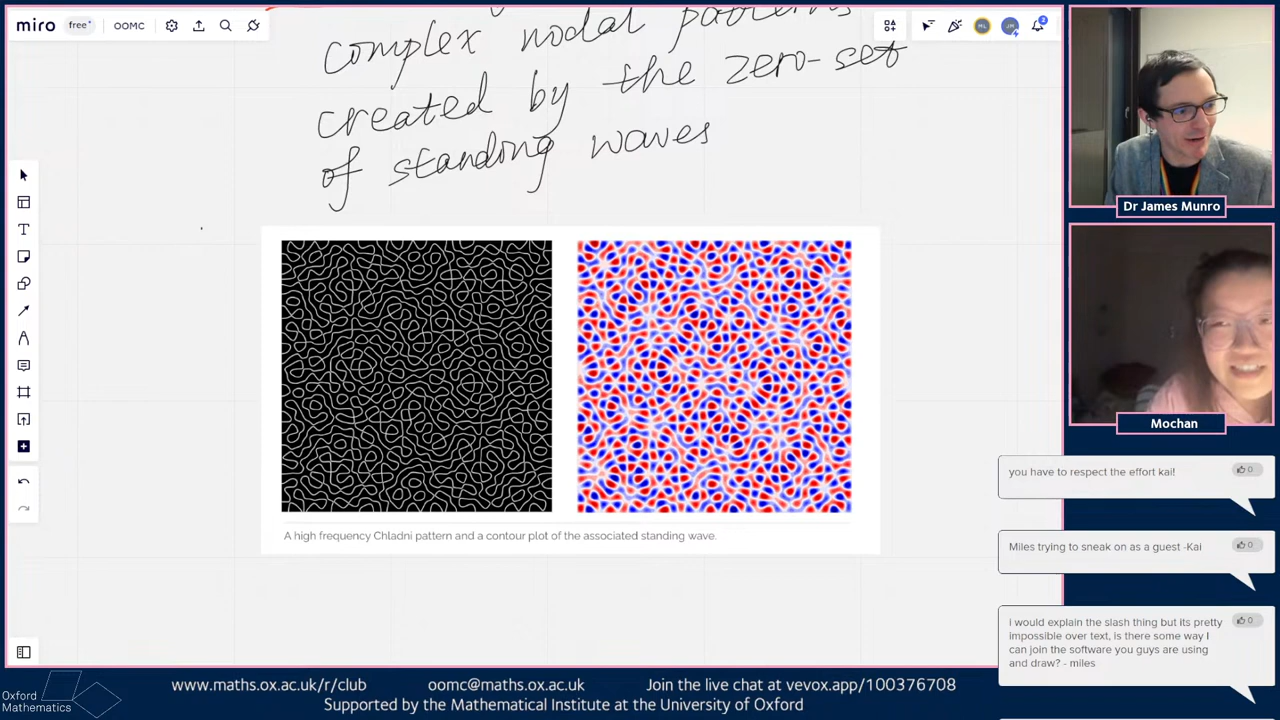 miro free OOMC
complex nodal patterns
created by the zero-set
of standing waves
A high frequency Chladni pattern and a contour plot of the associated standing wave.
ML JM 2
Dr James Munro
Mochan
you have to respect the effort kai!
0
Miles trying to sneak on as a guest -Kai
0
i would explain the slash thing but its pretty
impossible over text, is there some way I
can join the software you guys are using
and draw? - miles
0
Oxford
Mathematics
www.maths.ox.ac.uk/r/club oomc@maths.ox.ac.uk Join the live chat at vevox.app/100376708
Supported by the Mathematical Institute at the University of Oxford